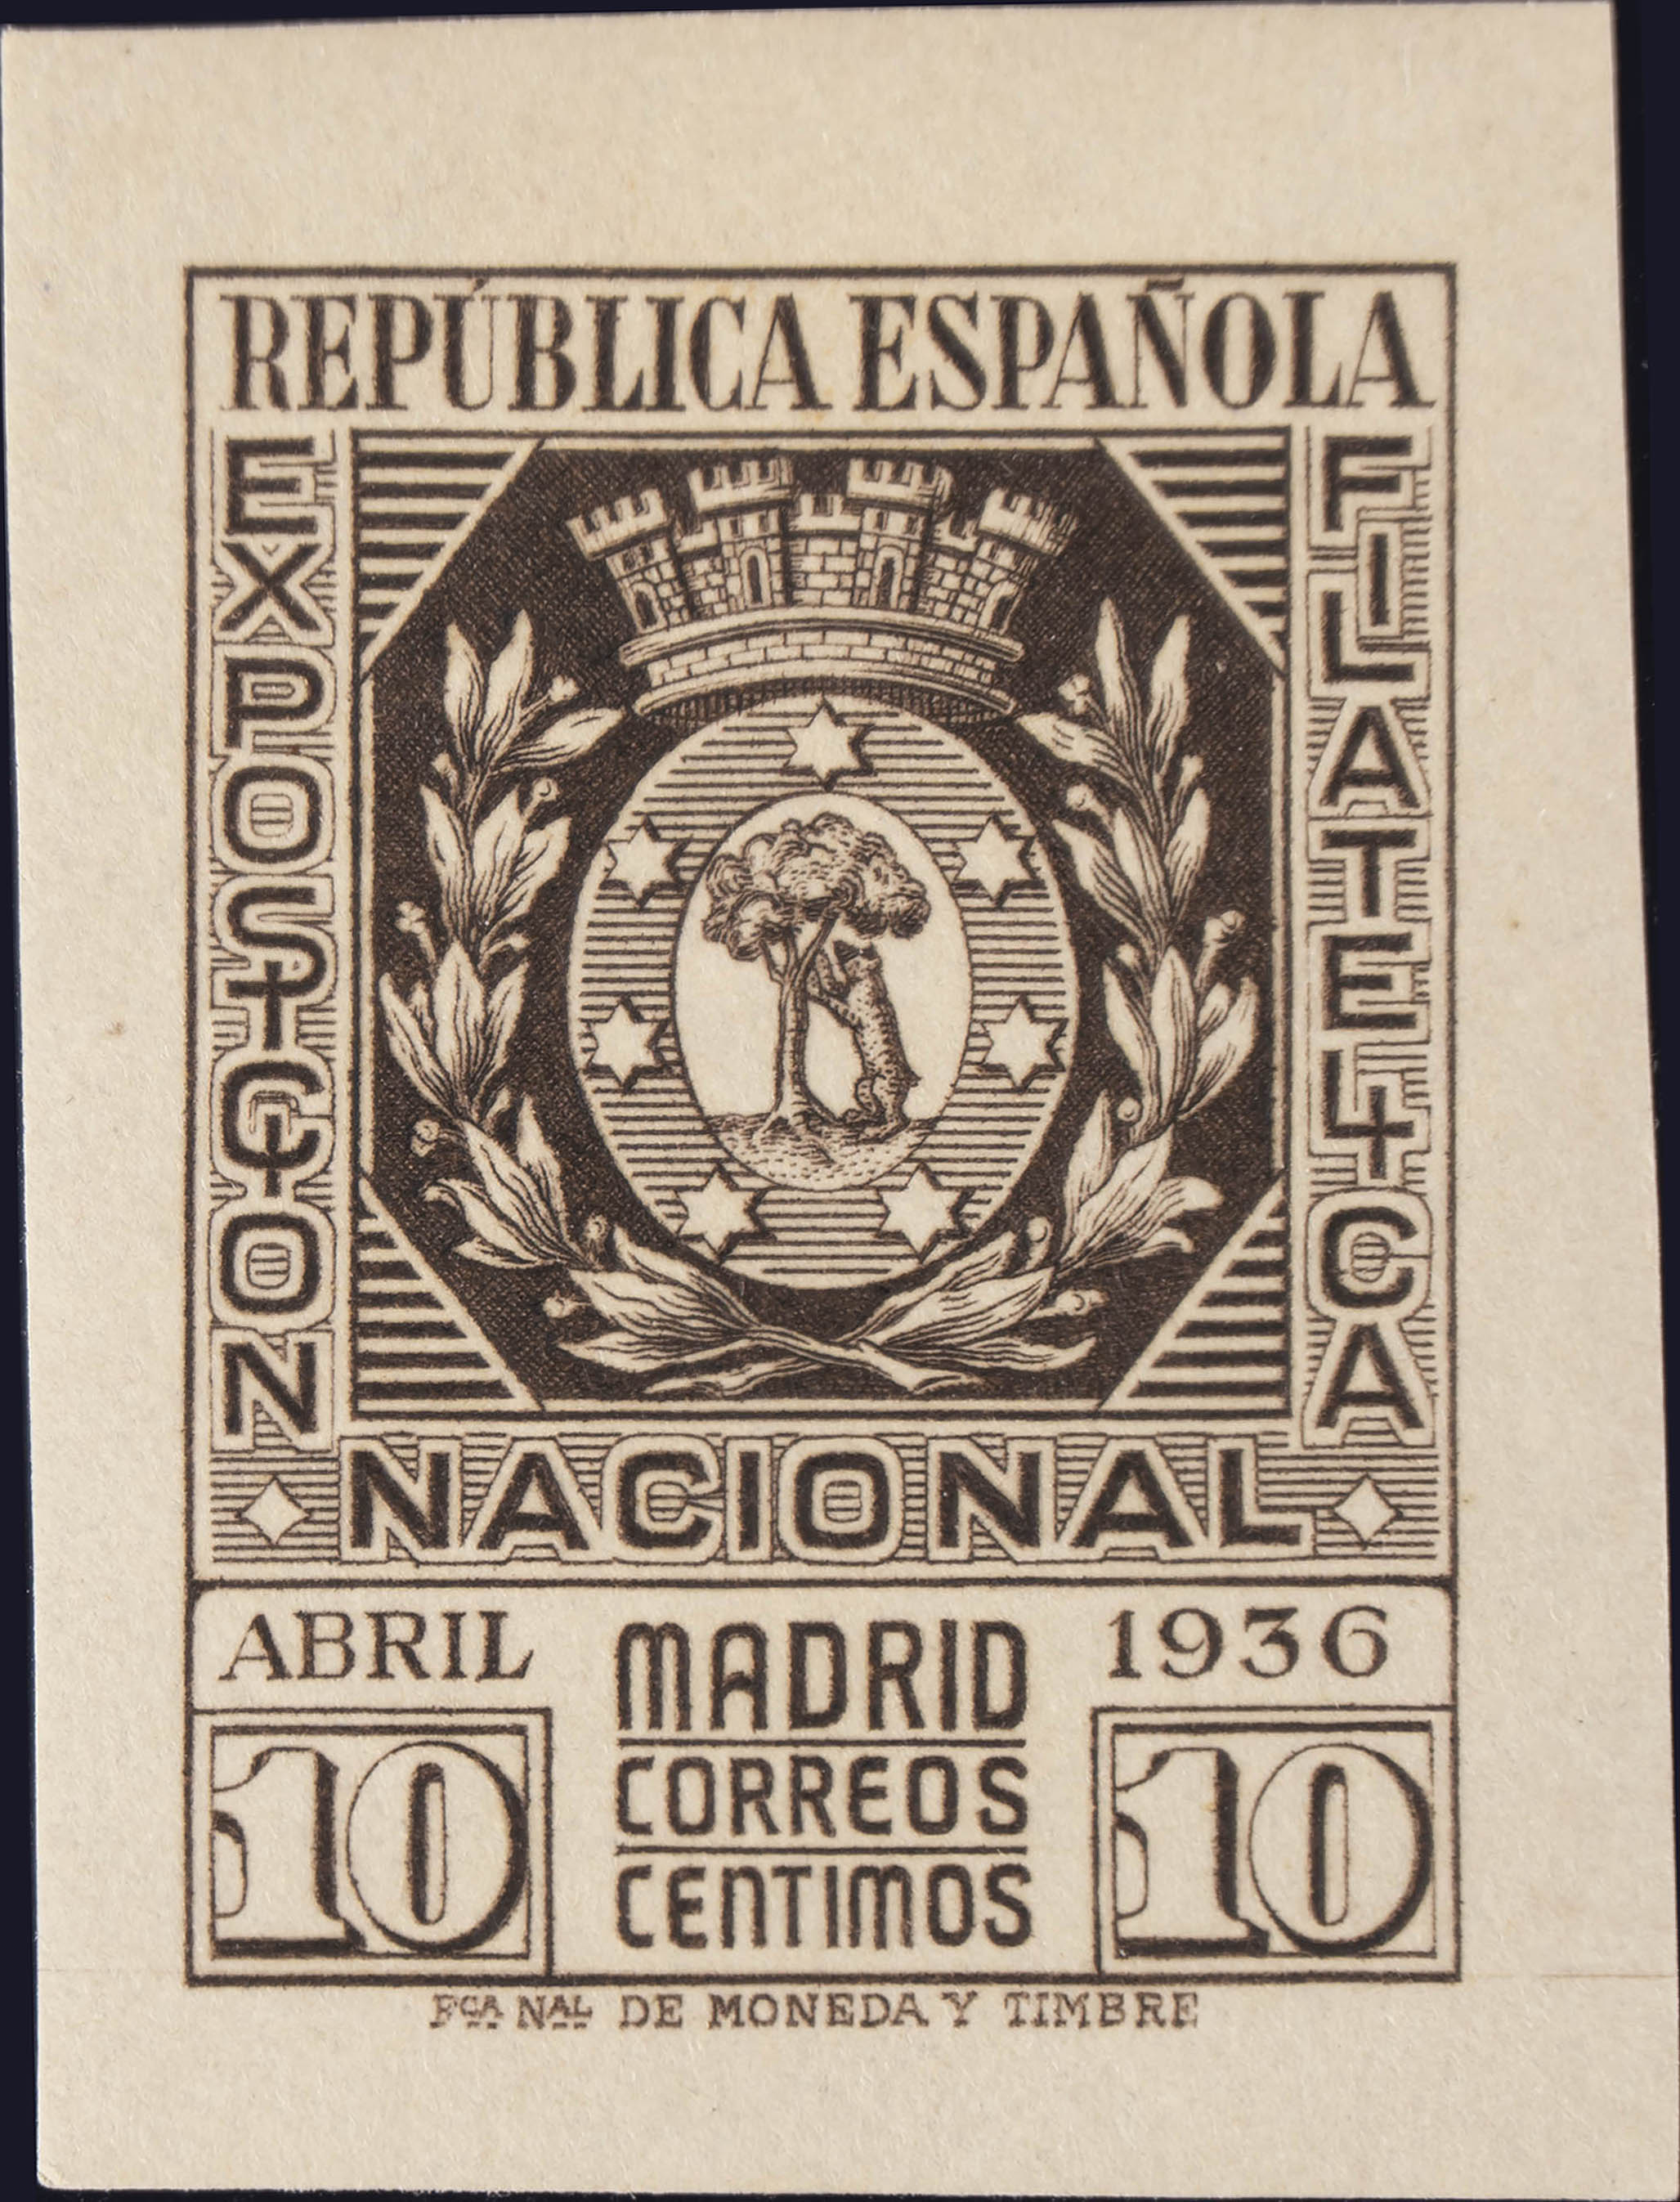 REPÚBLICA ESPAÑOLA
EXPOSICION
FILATELICA
NACIONAL
ABRIL
MADRID
1936
10
CORREOS
CENTIMOS
10
FCA NAL DE MONEDA Y TIMBRE